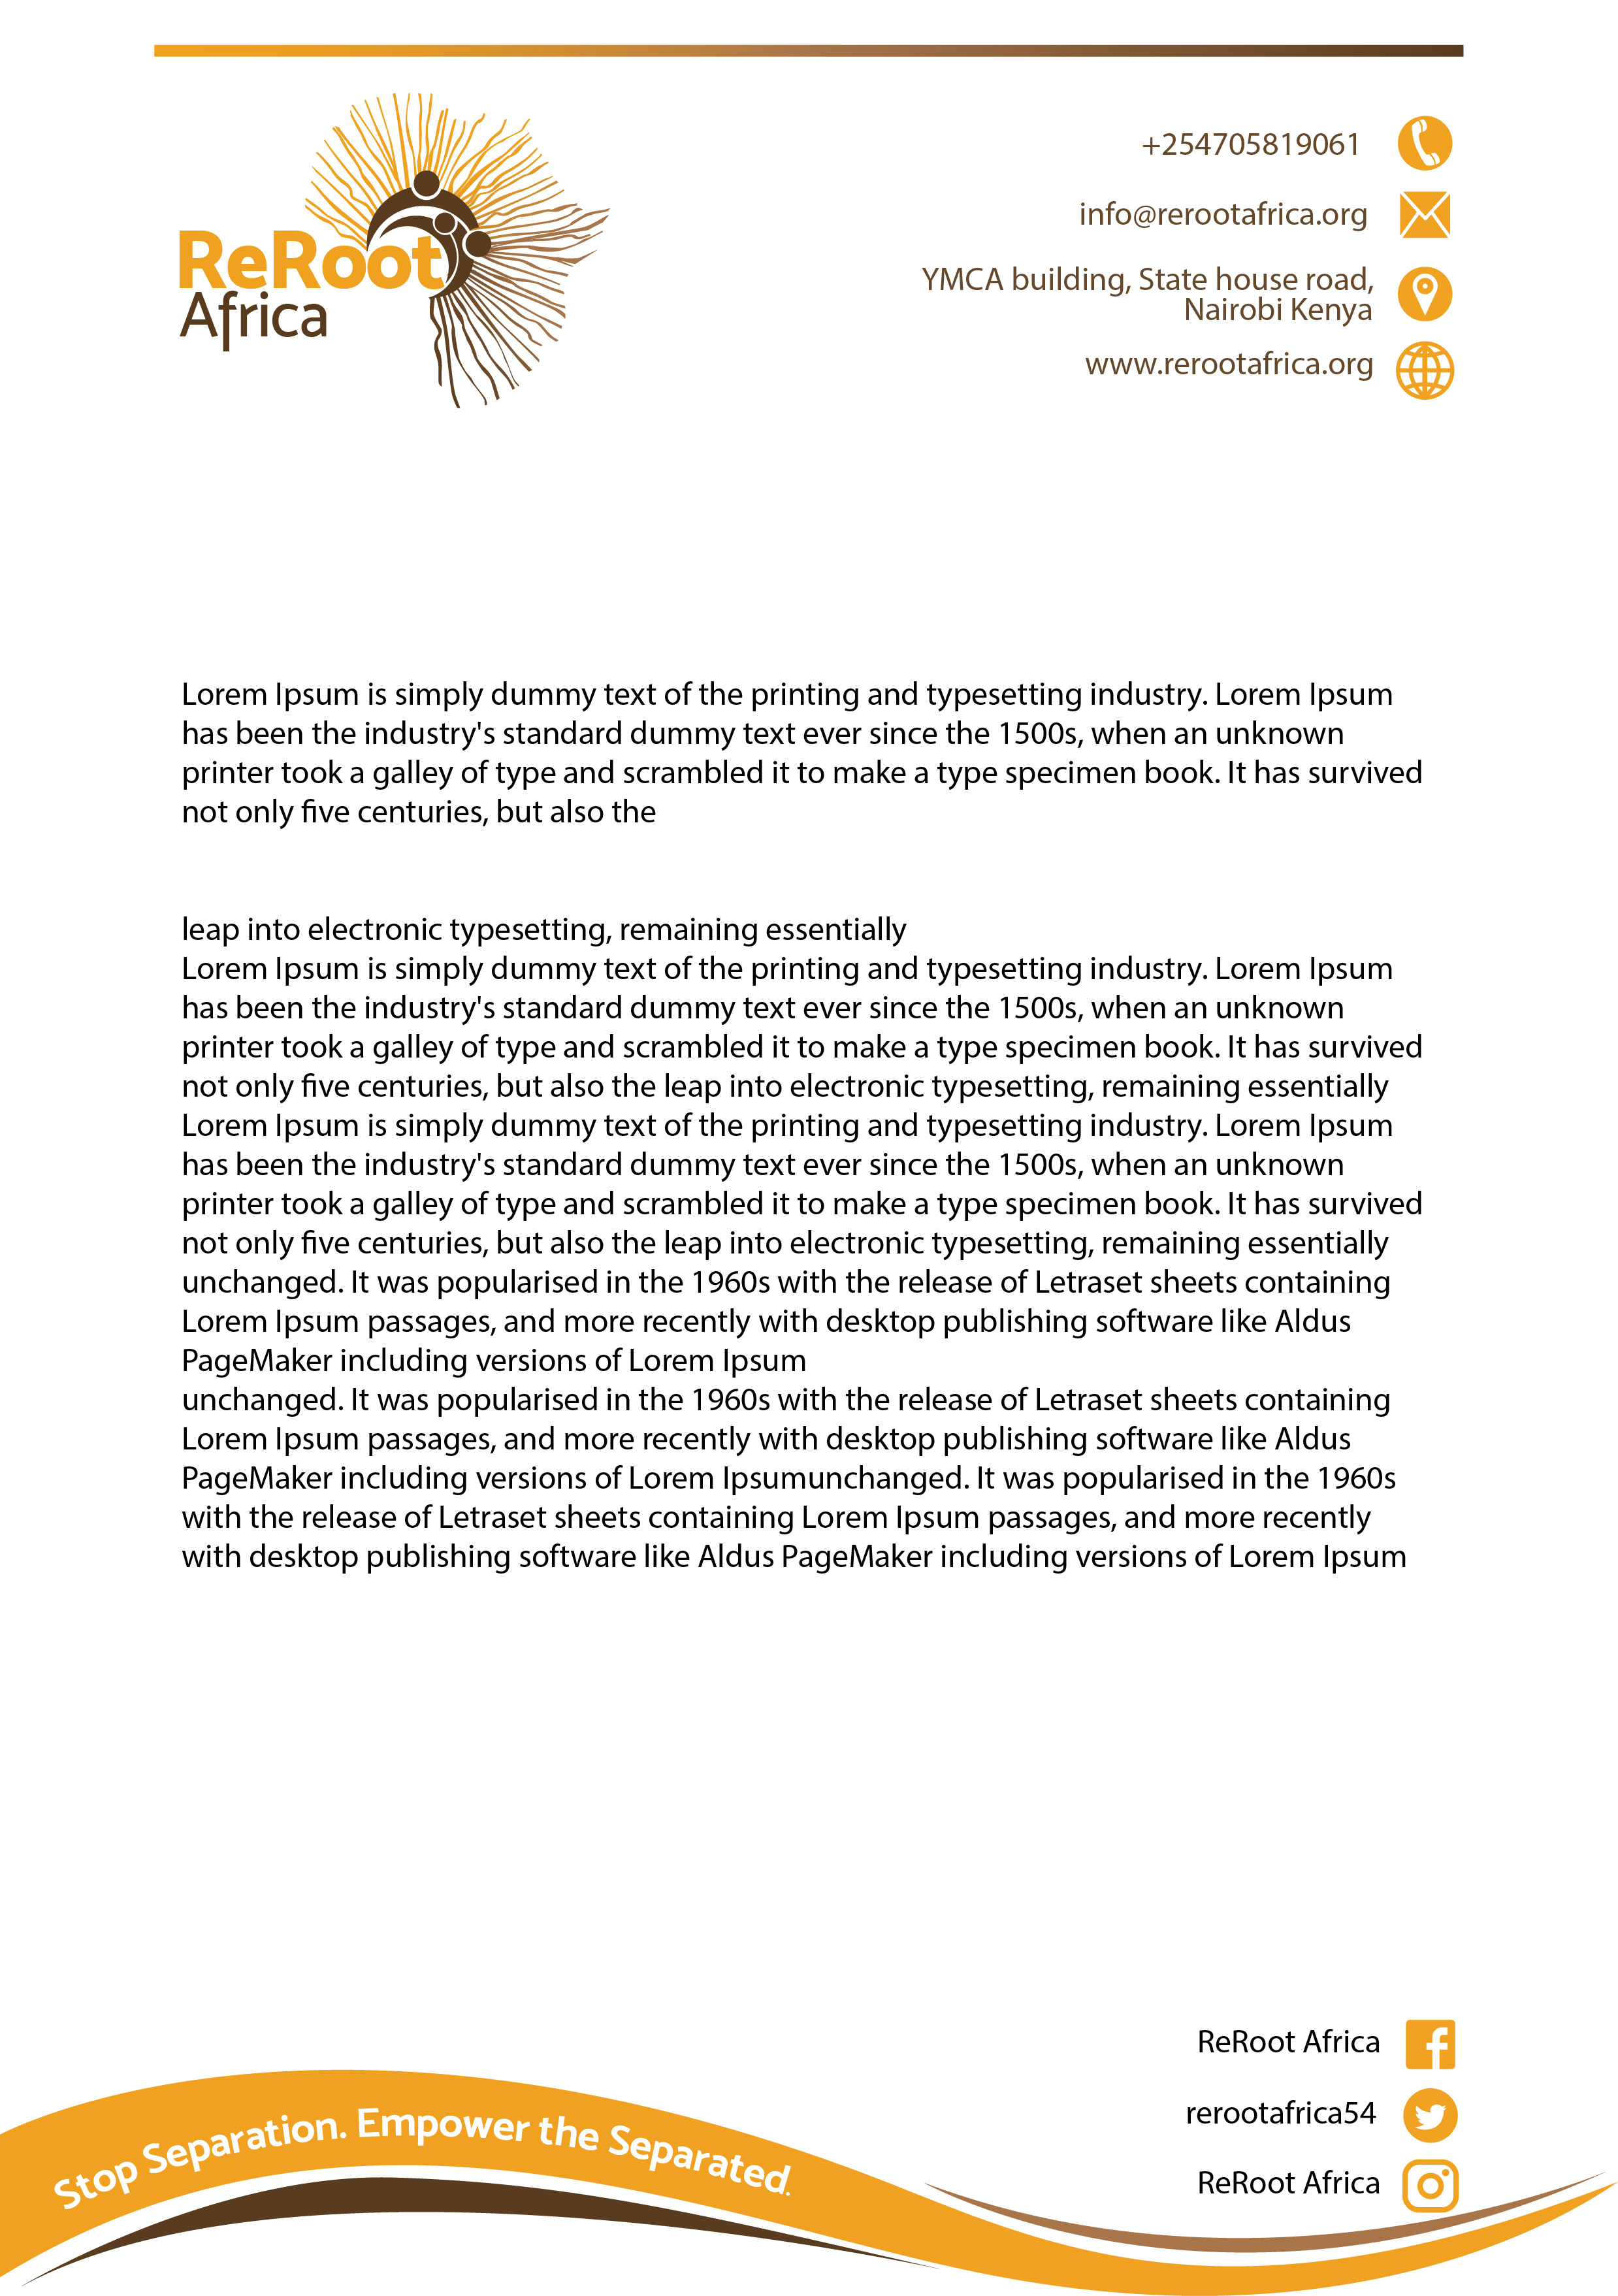 ReRoot
Africa
+254705819061
info@rerootafrica.org
YMCA building, State house road,
Nairobi Kenya
www.rerootafrica.org
Lorem Ipsum is simply dummy text of the printing and typesetting industry. Lorem Ipsum
has been the industry's standard dummy text ever since the 1500s, when an unknown
printer took a galley of type and scrambled it to make a type specimen book. It has survived
not only five centuries, but also the
leap into electronic typesetting, remaining essentially
Lorem Ipsum is simply dummy text of the printing and typesetting industry. Lorem Ipsum
has been the industry's standard dummy text ever since the 1500s, when an unknown
printer took a galley of type and scrambled it to make a type specimen book. It has survived
not only five centuries, but also the leap into electronic typesetting, remaining essentially
Lorem Ipsum is simply dummy text of the printing and typesetting industry. Lorem Ipsum
has been the industry's standard dummy text ever since the 1500s, when an unknown
printer took a galley of type and scrambled it to make a type specimen book. It has survived
not only five centuries, but also the leap into electronic typesetting, remaining essentially
unchanged. It was popularised in the 1960s with the release of Letraset sheets containing
Lorem Ipsum passages, and more recently with desktop publishing software like Aldus
PageMaker including versions of Lorem Ipsum
unchanged. It was popularised in the 1960s with the release of Letraset sheets containing
Lorem Ipsum passages, and more recently with desktop publishing software like Aldus
PageMaker including versions of Lorem Ipsumunchanged. It was popularised in the 1960s
with the release of Letraset sheets containing Lorem Ipsum passages, and more recently
with desktop publishing software like Aldus PageMaker including versions of Lorem Ipsum
ReRoot Africa
rerootafrica54
ReRoot Africa
Stop Separation. Empower the Separated.